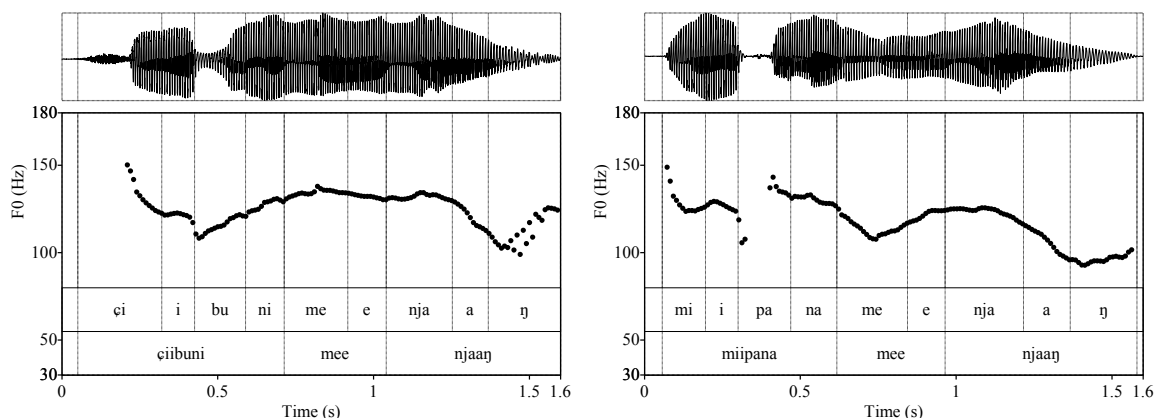 180
150
100
F0 (Hz)
ɕi i bu ni me e nja a ŋ
50
30
ɕiibuni mee njaaŋ
0 0.5 1 1.5 1.6
Time (s)
180
150
100
F0 (Hz)
mi i pa na me e nja a ŋ
50
30
miipana mee njaaŋ
0 0.5 1 1.5 1.6
Time (s)